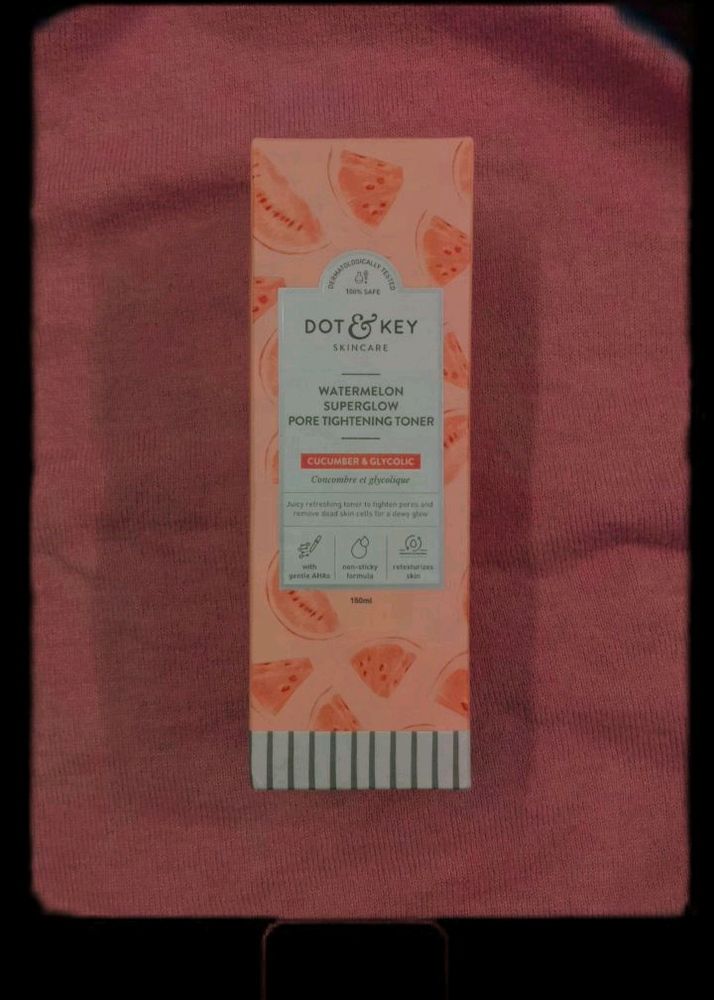 DERMATOLOGICALLY TESTED
100% SAFE
DOT & KEY
SKINCARE
WATERMELON
SUPERGLOW
PORE TIGHTENING TONER
CUCUMBER & GLYCOLIC
Concombre et glycolique
Juicy refreshing toner to tighten pores and
remove dead skin cells for a dewy glow
with
gentle AHAs
non-sticky
formula
retexturizes
skin
150ml